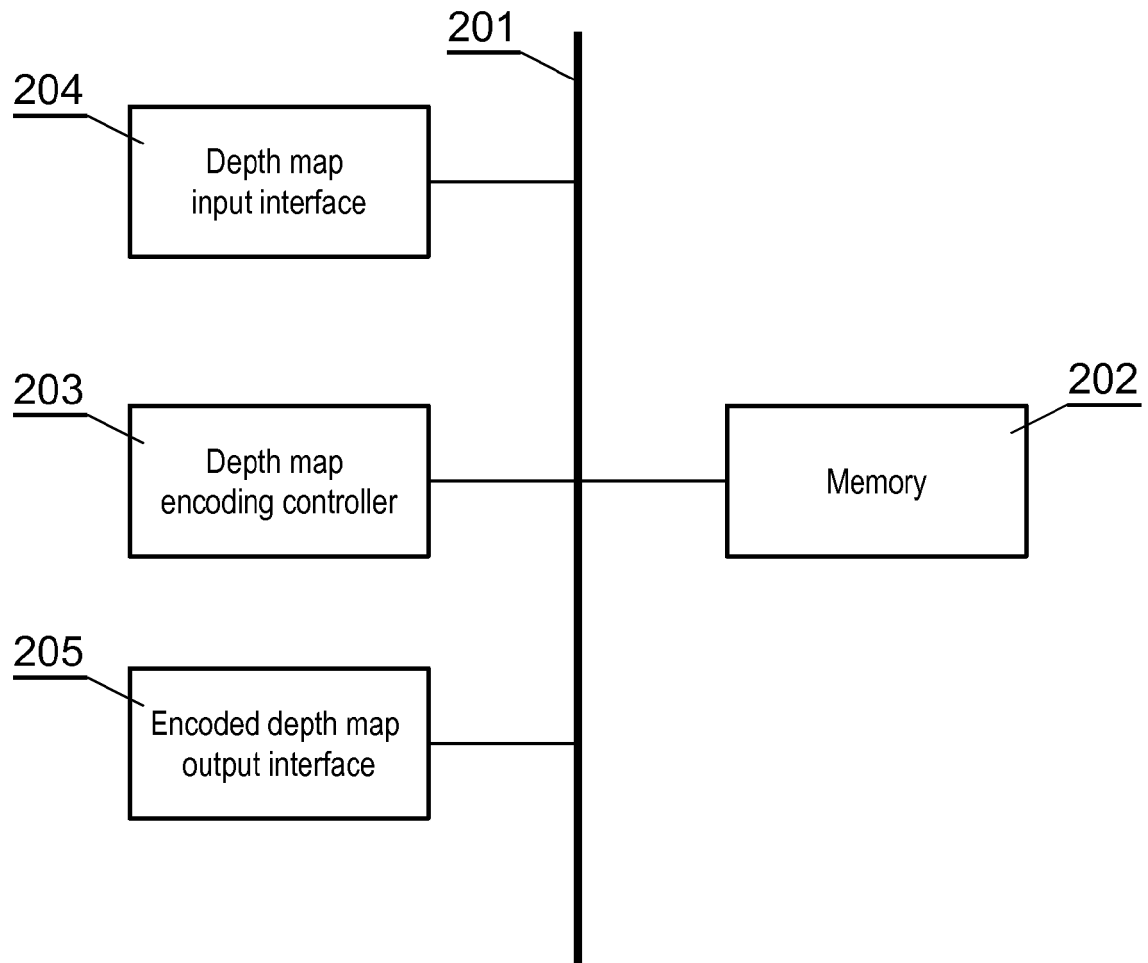 201
204
Depth map
input interface
203
Depth map
encoding controller
202
Memory
205
Encoded depth map
output interface